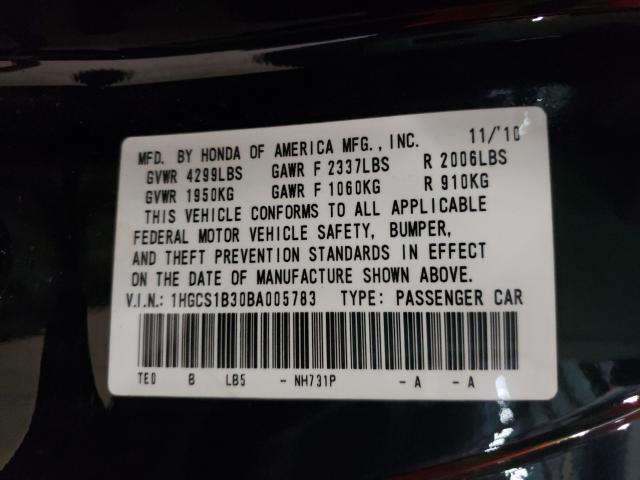 MFD. BY HONDA OF AMERICA MFG., INC. 11/'10
GVWR 4299LBS GAWR F 2337LBS R 2006LBS
GVWR 1950KG GAWR F 1060KG R 910KG
THIS VEHICLE CONFORMS TO ALL APPLICABLE
FEDERAL MOTOR VEHICLE SAFETY, BUMPER,
AND THEFT PREVENTION STANDARDS IN EFFECT
ON THE DATE OF MANUFACTURE SHOWN ABOVE.
V.I.N.: 1HGCS1B30BA005783 TYPE: PASSENGER CAR
TE0 B LB5 - NH731P - A - A